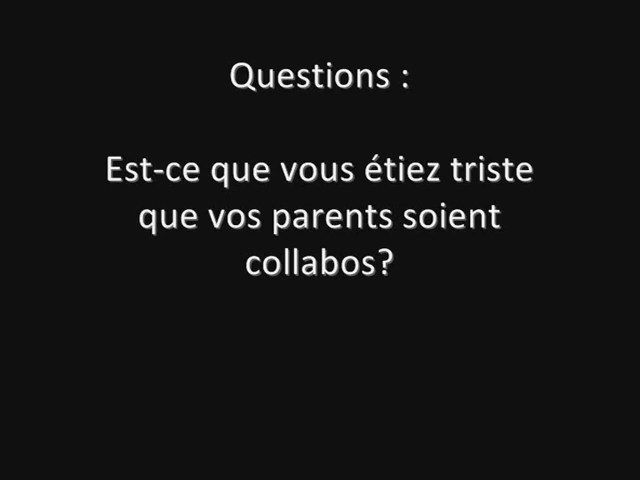 Questions :
Est-ce que vous étiez triste
que vos parents soient
collabos?